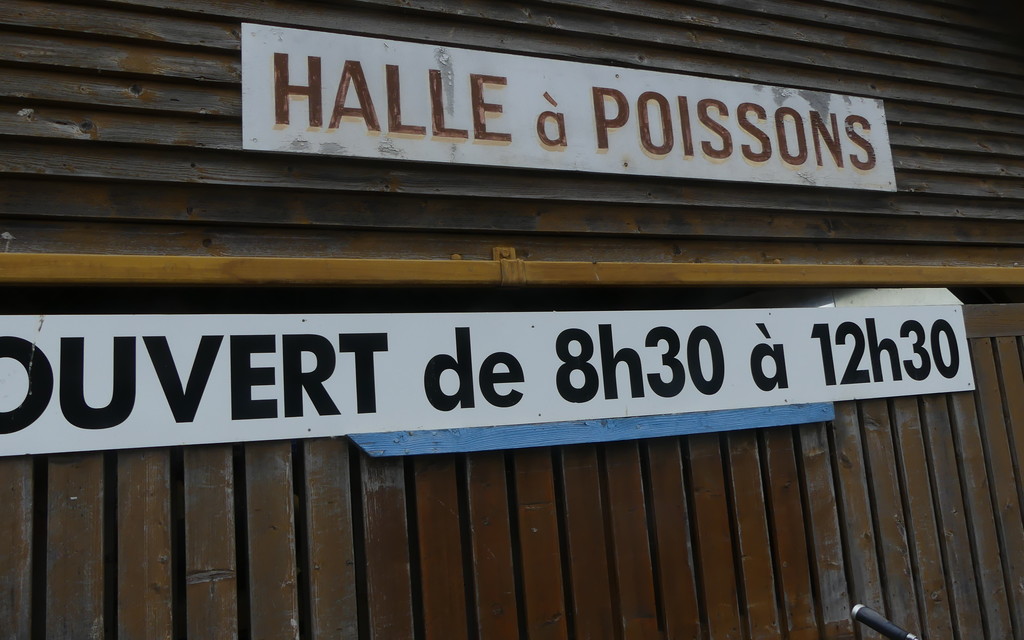 HALLE à POISSONS
OUVERT de 8h30 à 12h30